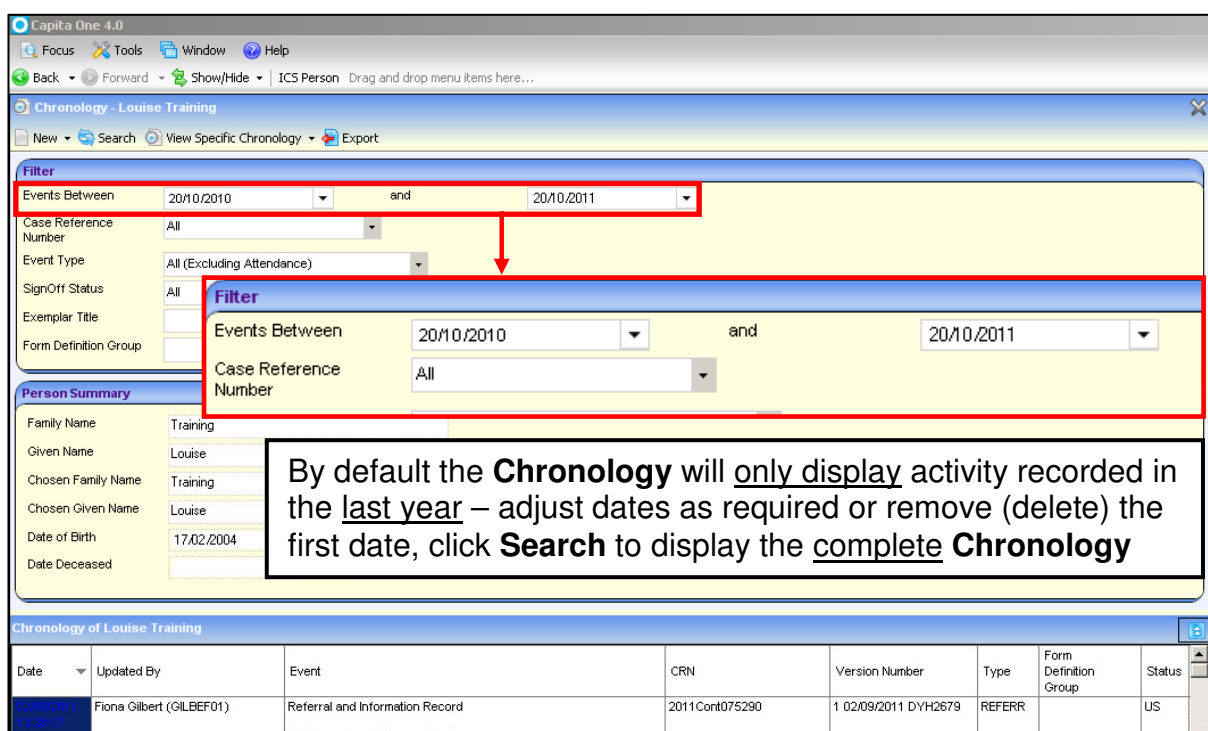 Capita One 4.0
Focus Tools Window Help
Back Forward Show/Hide ICS Person Drag and drop menu items here...
Chronology - Louise Training
New Search View Specific Chronology Export
Filter
Events Between 20/10/2010 and 20/10/2011
Case Reference
Number
All
Event Type All (Excluding Attendance)
SignOff Status All
Exemplar Title
Form Definition Group
Filter
Events Between 20/10/2010 and 20/10/2011
Case Reference
Number
All
Person Summary
Family Name Training
Given Name Louise
Chosen Family Name Training
Chosen Given Name Louise
Date of Birth 17/02/2004
Date Deceased
By default the Chronology will only display activity recorded in
the last year – adjust dates as required or remove (delete) the
first date, click Search to display the complete Chronology
Chronology of Louise Training
Date Updated By Event CRN Version Number Type Form Definition Group Status
02/09/2011 Fiona Gilbert (GILBEF01) Referral and Information Record 2011Cont075290 1 02/09/2011 DYH2679 REFERR US